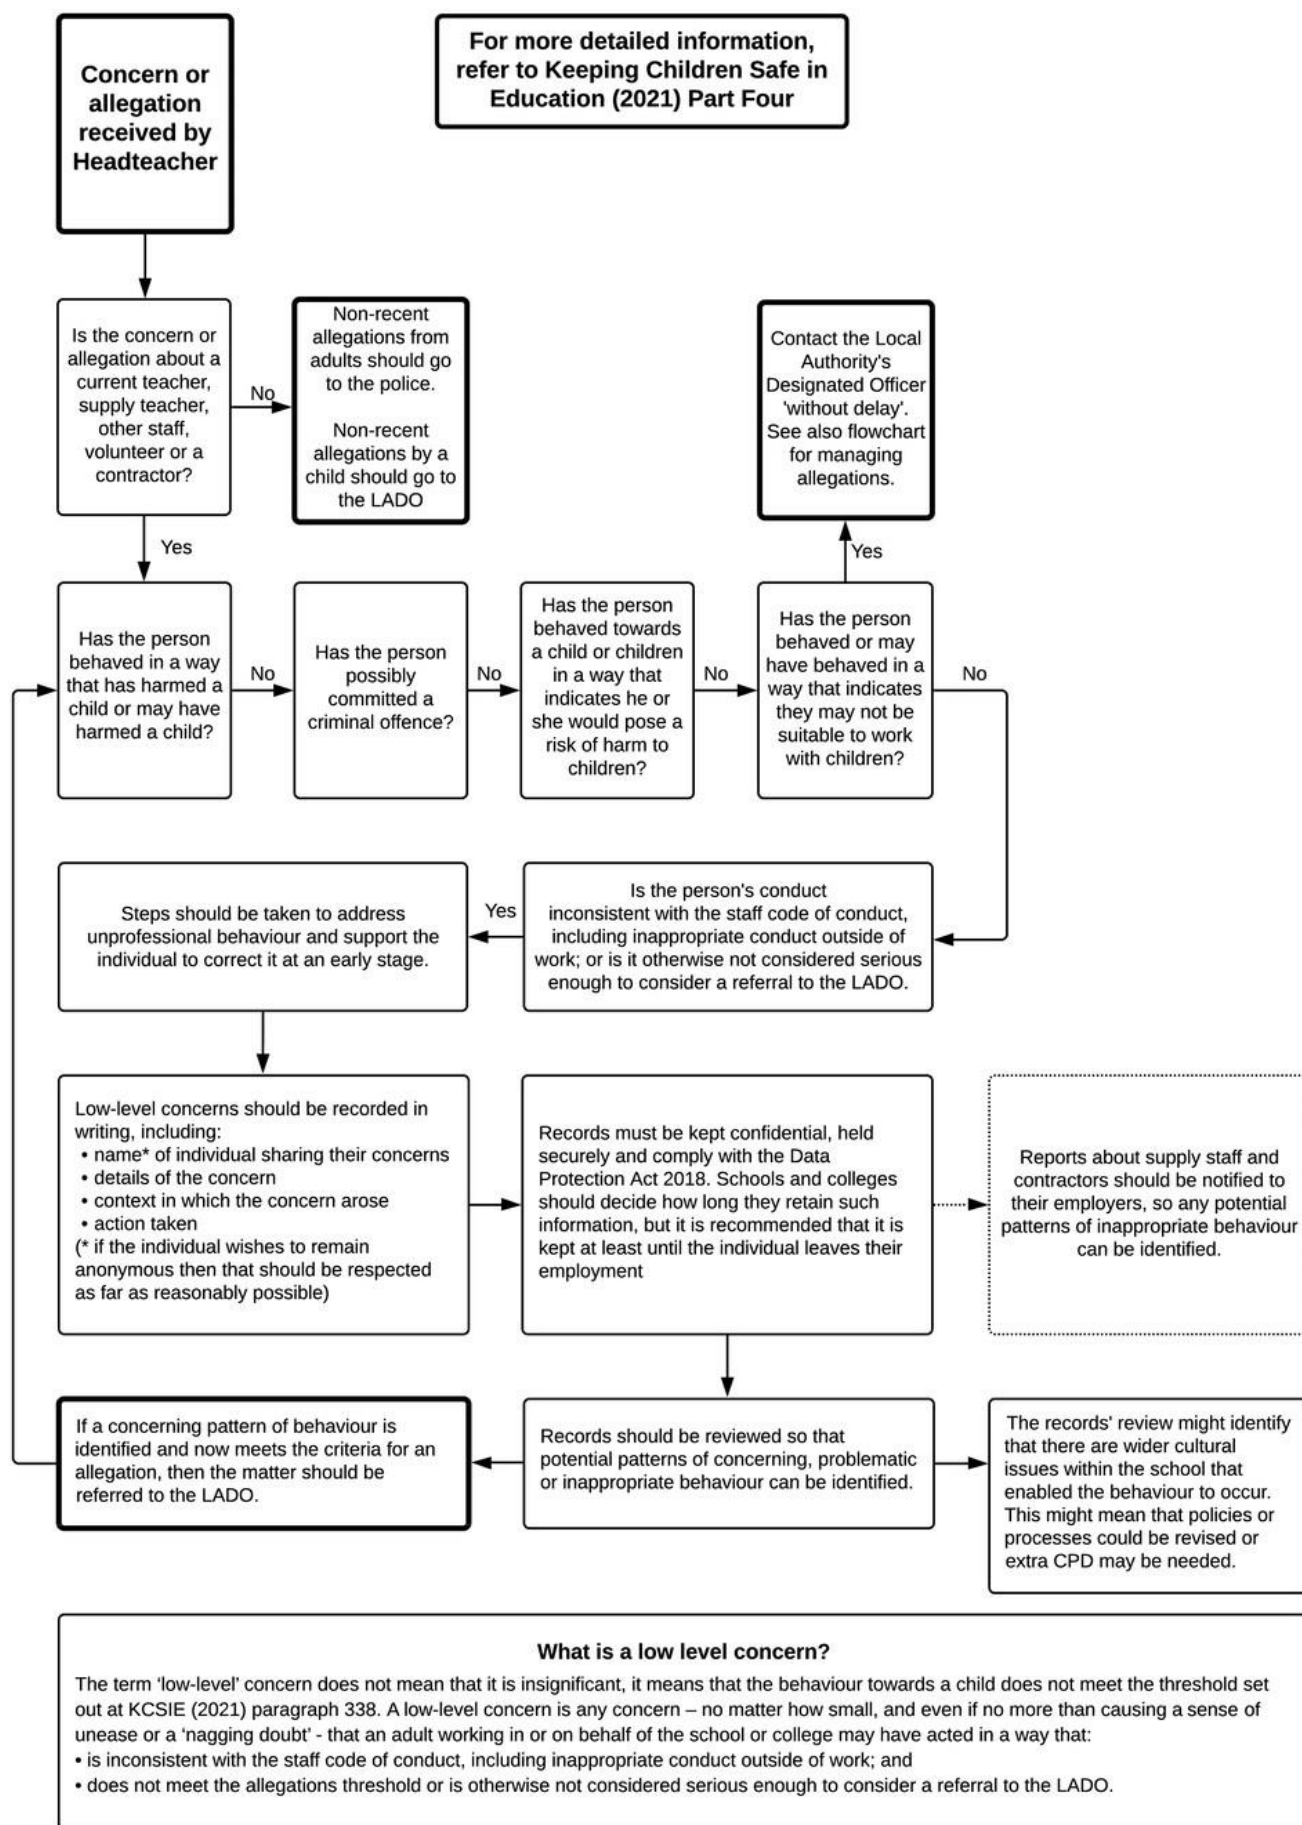 Concern or
allegation
received by
Headteacher
For more detailed information,
refer to Keeping Children Safe in
Education (2021) Part Four
Is the concern or
allegation about a
current teacher,
supply teacher,
other staff,
volunteer or a
contractor?
No
Non-recent
allegations from
adults should go
to the police.
Non-recent
allegations by a
child should go to
the LADO
Contact the Local
Authority's
Designated Officer
'without delay'.
See also flowchart
for managing
allegations.
Yes
Yes
Has the person
behaved in a way
that has harmed a
child or may have
harmed a child?
No
Has the person
possibly
committed a
criminal offence?
No
Has the person
behaved towards
a child or children
in a way that
indicates he or
she would pose a
risk of harm to
children?
No
Has the person
behaved or may
have behaved in a
way that indicates
they may not be
suitable to work
with children?
No
Steps should be taken to address
unprofessional behaviour and support the
individual to correct it at an early stage.
Yes
Is the person's conduct
inconsistent with the staff code of conduct,
including inappropriate conduct outside of
work; or is it otherwise not considered serious
enough to consider a referral to the LADO.
Low-level concerns should be recorded in
writing, including:
• name* of individual sharing their concerns
• details of the concern
• context in which the concern arose
• action taken
(* if the individual wishes to remain
anonymous then that should be respected
as far as reasonably possible)
Records must be kept confidential, held
securely and comply with the Data
Protection Act 2018. Schools and colleges
should decide how long they retain such
information, but it is recommended that it is
kept at least until the individual leaves their
employment
Reports about supply staff and
contractors should be notified to
their employers, so any potential
patterns of inappropriate behaviour
can be identified.
If a concerning pattern of behaviour is
identified and now meets the criteria for an
allegation, then the matter should be
referred to the LADO.
Records should be reviewed so that
potential patterns of concerning, problematic
or inappropriate behaviour can be identified.
The records' review might identify
that there are wider cultural
issues within the school that
enabled the behaviour to occur.
This might mean that policies or
processes could be revised or
extra CPD may be needed.
What is a low level concern?
The term ‘low-level’ concern does not mean that it is insignificant, it means that the behaviour towards a child does not meet the threshold set
out at KCSIE (2021) paragraph 338. A low-level concern is any concern – no matter how small, and even if no more than causing a sense of
unease or a ‘nagging doubt’ - that an adult working in or on behalf of the school or college may have acted in a way that:
• is inconsistent with the staff code of conduct, including inappropriate conduct outside of work; and
• does not meet the allegations threshold or is otherwise not considered serious enough to consider a referral to the LADO.